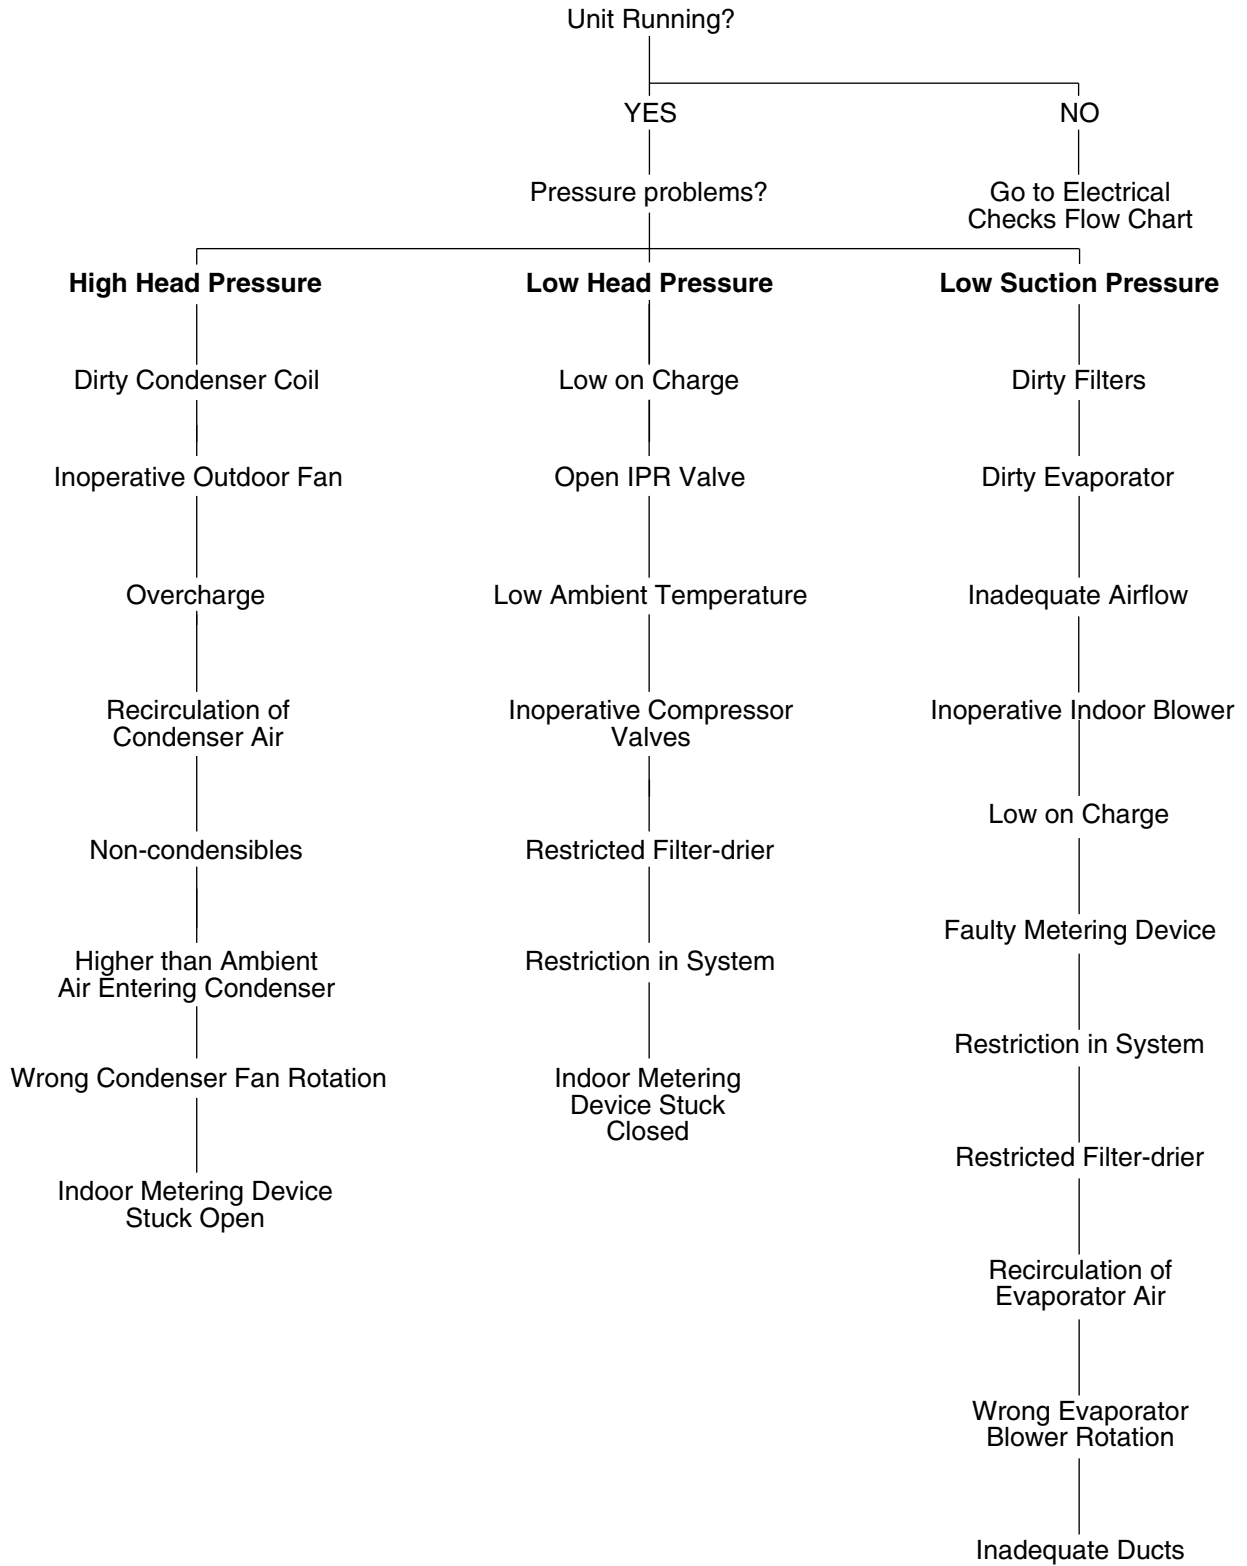 Unit Running?
YES
NO
Pressure problems?
Go to Electrical
Checks Flow Chart
High Head Pressure
Low Head Pressure
Low Suction Pressure
Dirty Condenser Coil
Low on Charge
Dirty Filters
Inoperative Outdoor Fan
Open IPR Valve
Dirty Evaporator
Overcharge
Low Ambient Temperature
Inadequate Airflow
Recirculation of
Condenser Air
Inoperative Compressor
Valves
Inoperative Indoor Blower
Low on Charge
Non-condensibles
Restricted Filter-drier
Faulty Metering Device
Higher than Ambient
Air Entering Condenser
Restriction in System
Restriction in System
Wrong Condenser Fan Rotation
Indoor Metering
Device Stuck
Closed
Restricted Filter-drier
Indoor Metering Device
Stuck Open
Recirculation of
Evaporator Air
Wrong Evaporator
Blower Rotation
Inadequate Ducts